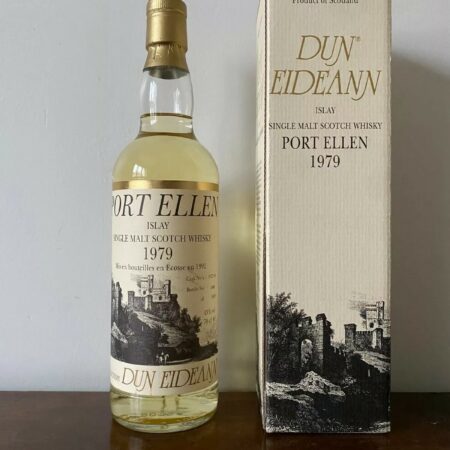 PORT ELLEN
ISLAY
SINGLE MALT SCOTCH WHISKY
1979
Mis en bouteilles en Ecosse en
DUN EIDEANN
Product of Scotland
DUN®
EIDEANN
ISLAY
SINGLE MALT SCOTCH WHISKY
PORT ELLEN
1979